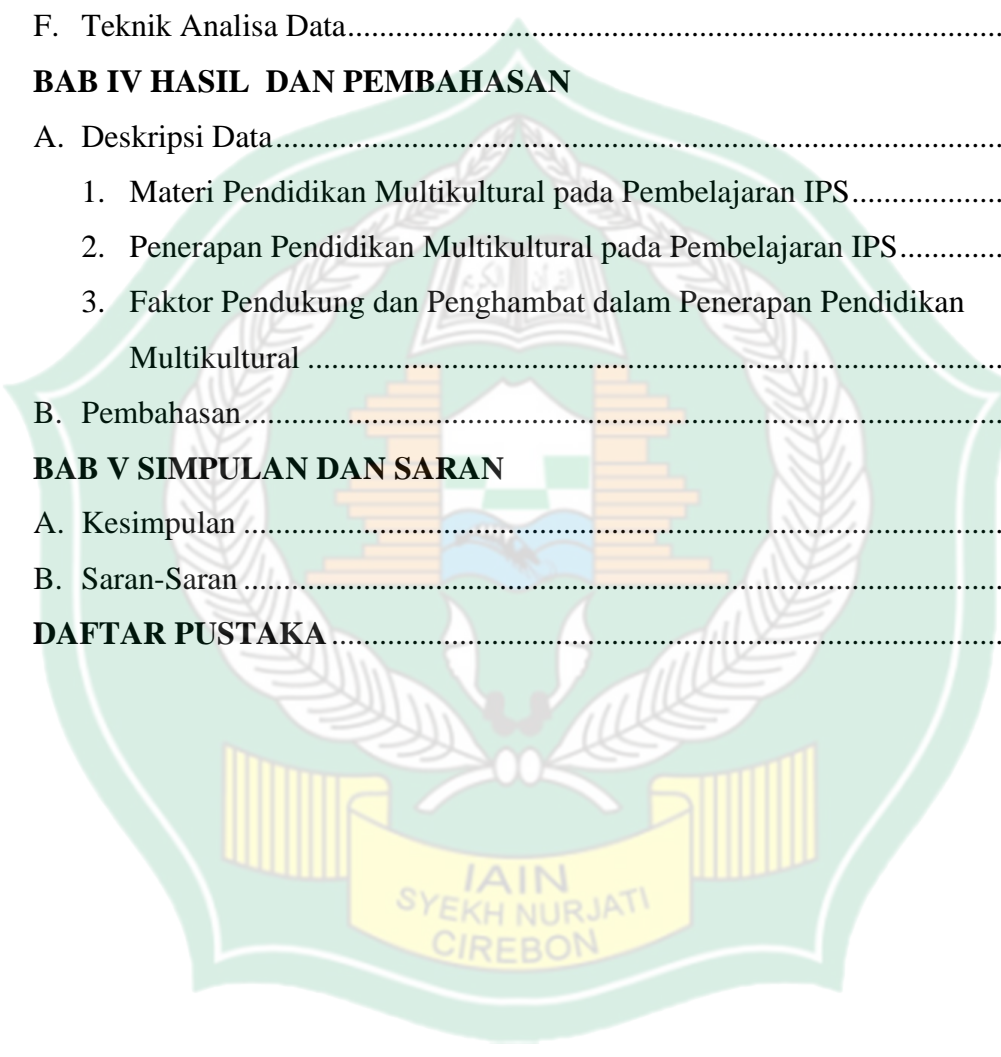 F. Teknik Analisa Data....................................................................................
BAB IV HASIL DAN PEMBAHASAN
A. Deskripsi Data.............................................................................................
1. Materi Pendidikan Multikultural pada Pembelajaran IPS...................
2. Penerapan Pendidikan Multikultural pada Pembelajaran IPS.............
3. Faktor Pendukung dan Penghambat dalam Penerapan Pendidikan
Multikultural ........................................................................................
B. Pembahasan.................................................................................................
BAB V SIMPULAN DAN SARAN
A. Kesimpulan .................................................................................................
B. Saran-Saran .................................................................................................
DAFTAR PUSTAKA .....................................................................................
IAIN
SYEKH NURJATI
CIREBON